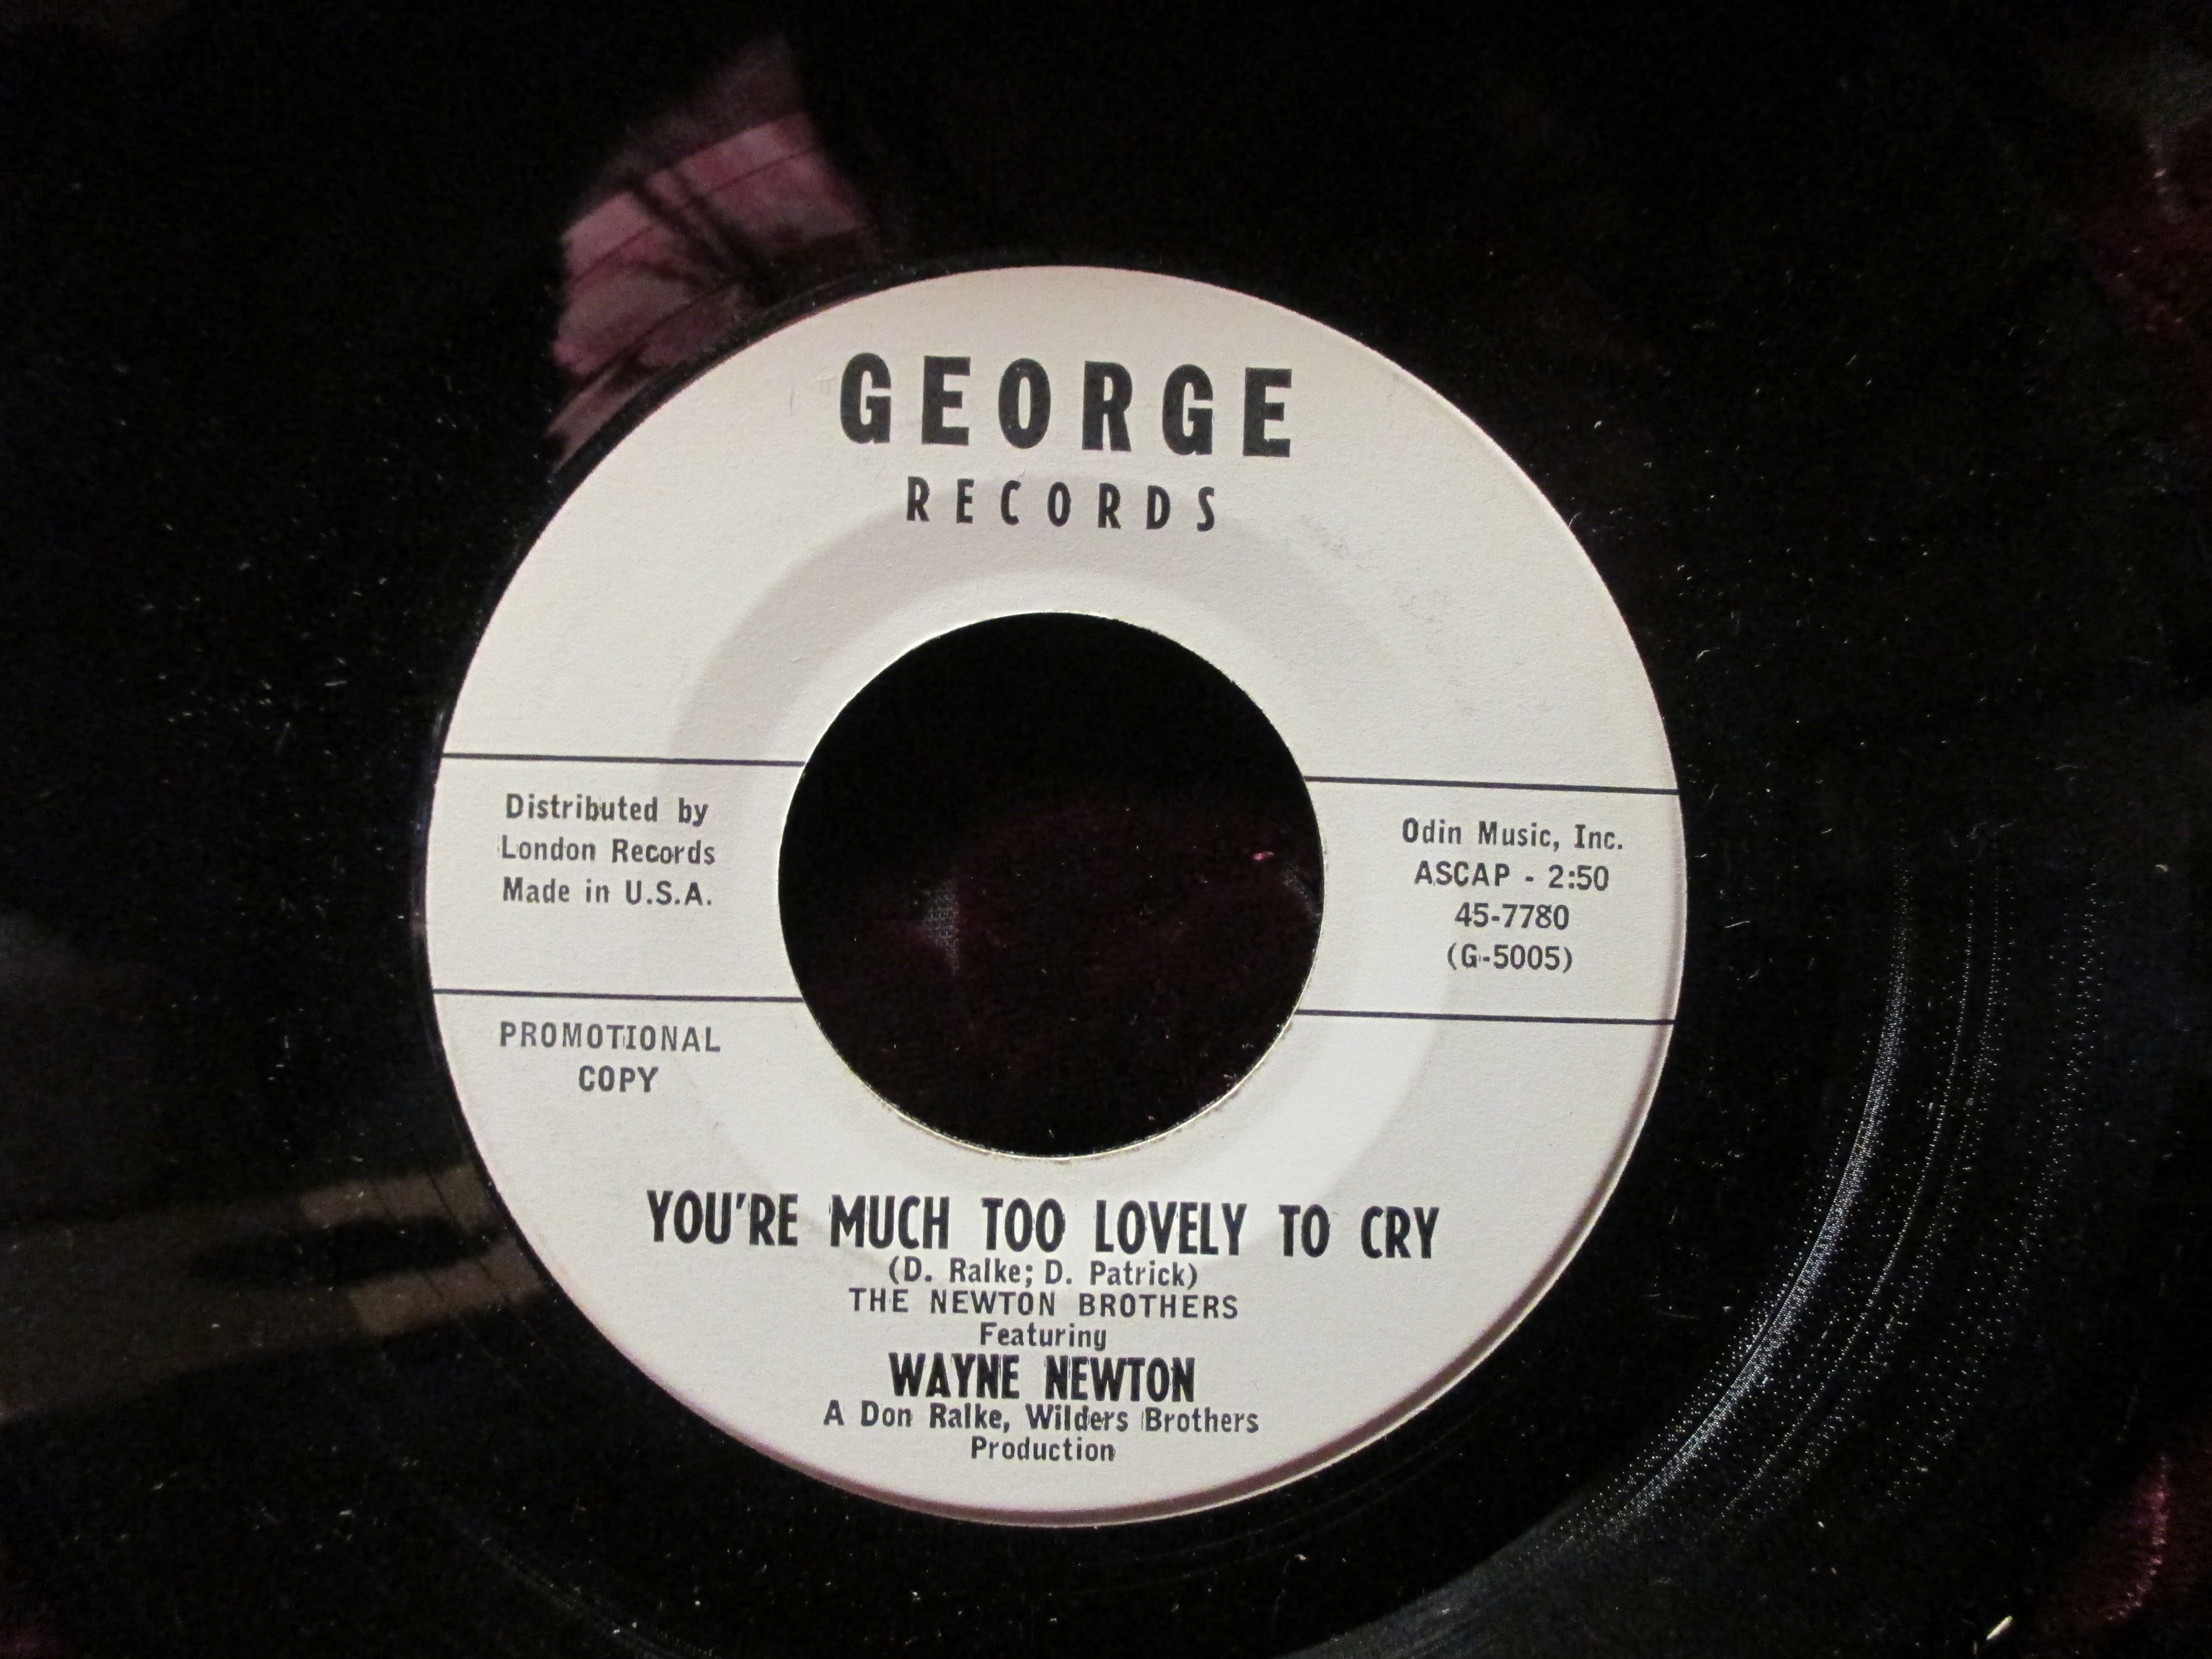 GEORGE
RECORDS
Distributed by
London Records
Made in U.S.A.
Odin Music, Inc.
ASCAP - 2:50
45-7780
(G-5005)
PROMOTIONAL
COPY
YOU'RE MUCH TOO LOVELY TO CRY
(D. Ralke; D. Patrick)
THE NEWTON BROTHERS
Featuring
WAYNE NEWTON
A Don Ralke, Wilders Brothers
Production